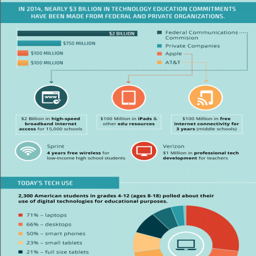 IN 2014, NEARLY $3 BILLION IN TECHNOLOGY EDUCATION COMMITMENTS
HAVE BEEN MADE FROM FEDERAL AND PRIVATE ORGANIZATIONS.
$2 BILLION
$750 MILLION
$100 MILLION
$100 MILLION
Federal Communications
Commision
Private Companies
Apple
AT&T
$2 Billion in high-speed
broadband internet
access for 15,000 schools
$100 Million in iPads &
other edu resources
$100 Million in free
internet connectivity for
3 years (middle schools)
Sprint
4 years free wireless for
low-income high school students
Verizon
$1 Million in professional tech
development for teachers
TODAY'S TECH USE
2,300 American students in grades 4-12 (ages 8-18) polled about their
use of digital technologies for educational purposes.
71% – laptops
66% – desktops
50% – smart phones
23% – small tablets
21% – full size tablets